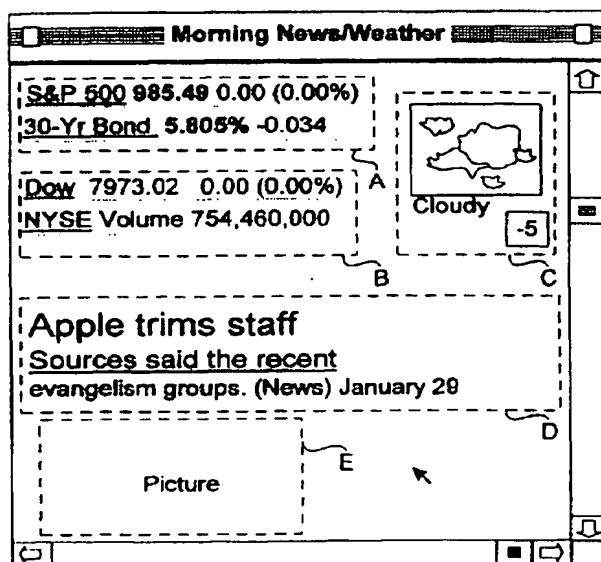 Morning News/Weather
S&P 500 985.49 0.00 (0.00%)
30-Yr Bond 5.805% -0.034
A
Dow 7973.02 0.00 (0.00%)
NYSE Volume 754,460,000
B
Cloudy
-5
C
Apple trims staff
Sources said the recent
evangelism groups. (News) January 29
D
Picture
E